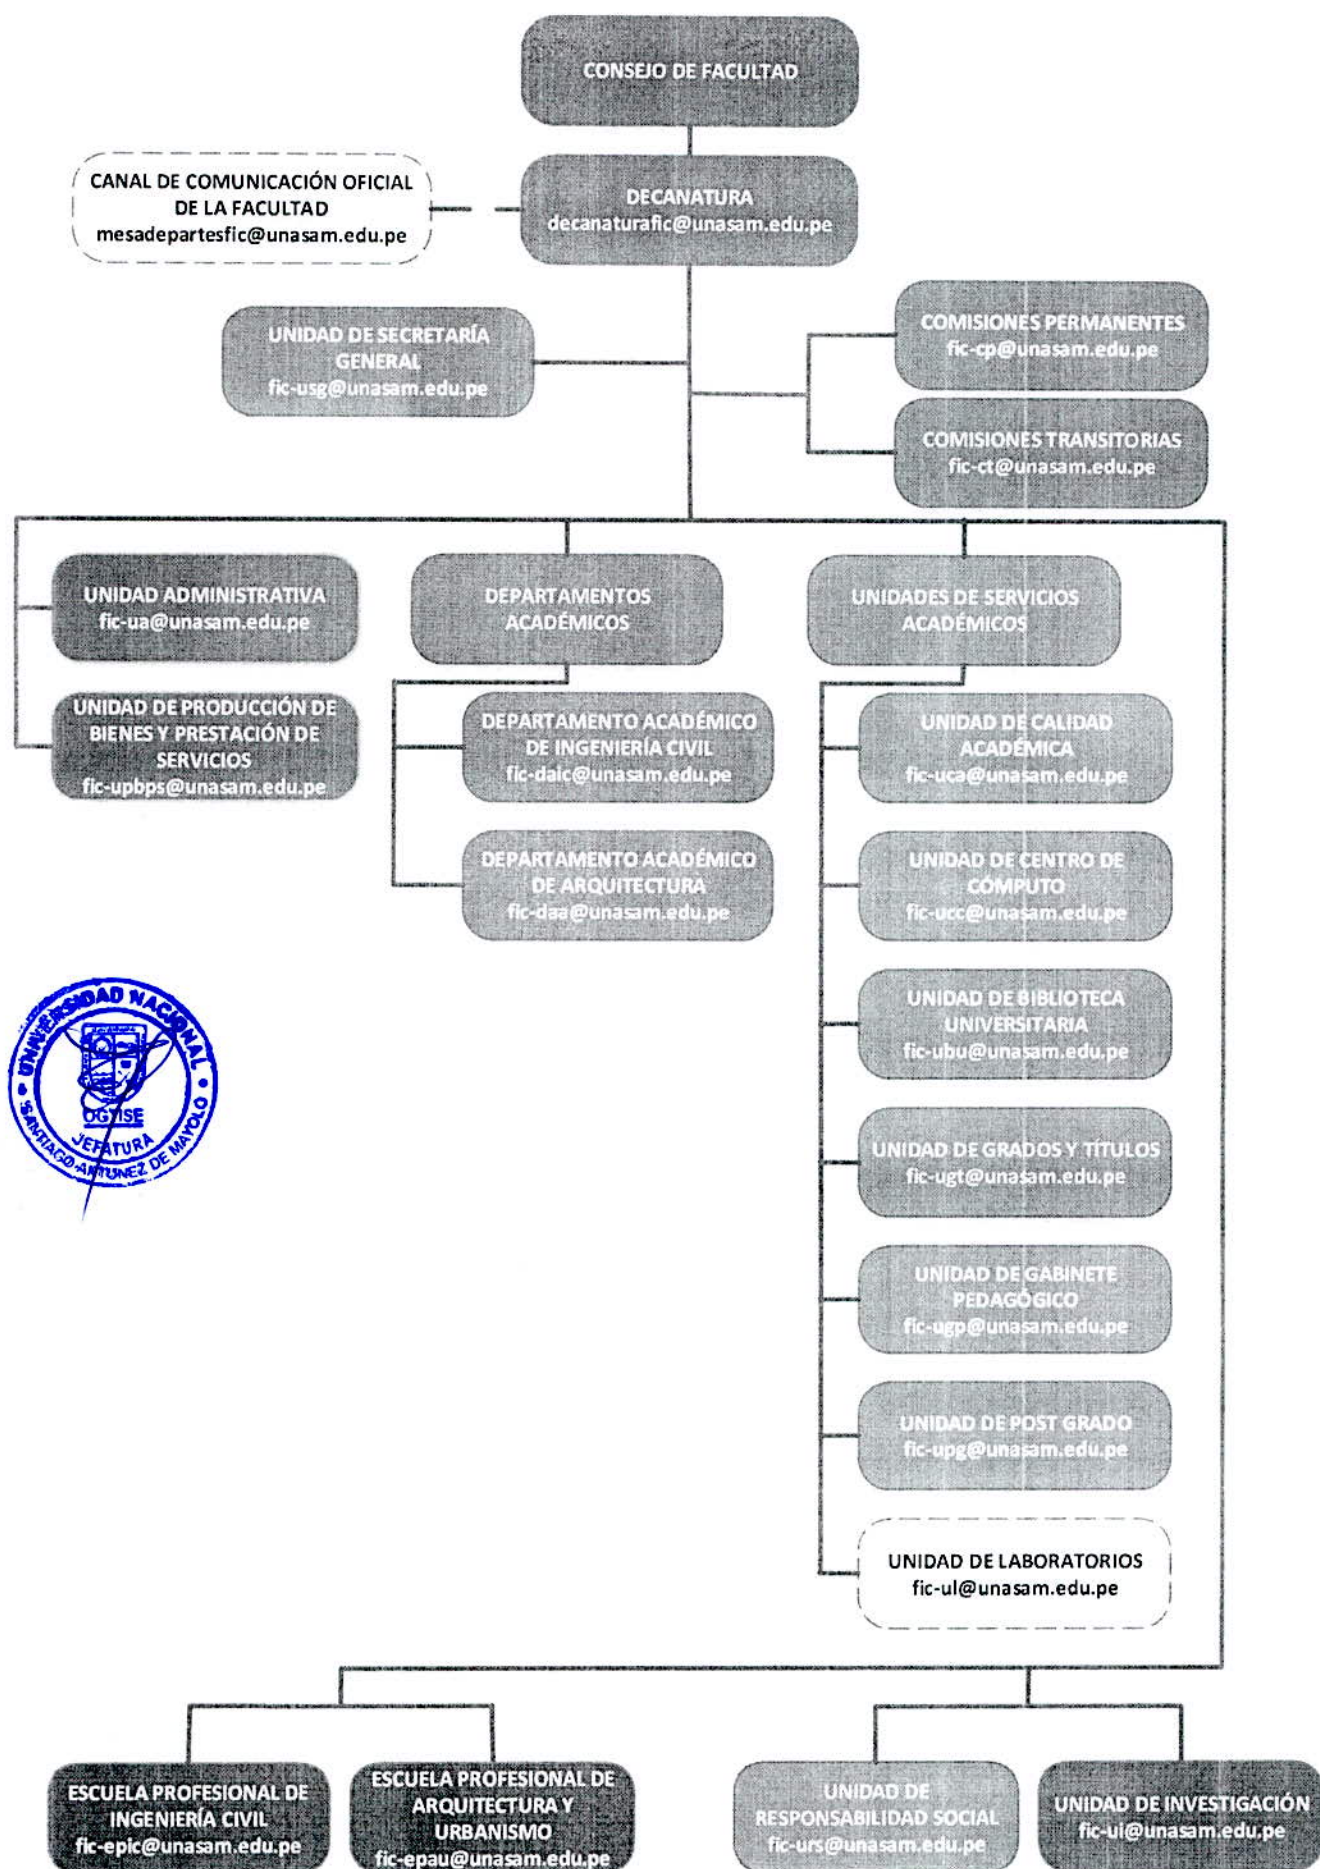 CONSEJO DE FACULTAD
CANAL DE COMUNICACIÓN OFICIAL
DE LA FACULTAD
mesadepartesfic@unasam.edu.pe
DECANATURA
decanaturafic@unasam.edu.pe
UNIDAD DE SECRETARÍA
GENERAL
fic-usg@unasam.edu.pe
COMISIONES PERMANENTES
fic-cp@unasam.edu.pe
COMISIONES TRANSITORIAS
fic-ct@unasam.edu.pe
UNIDAD ADMINISTRATIVA
fic-ua@unasam.edu.pe
UNIDAD DE PRODUCCIÓN DE
BIENES Y PRESTACIÓN DE
SERVICIOS
fic-upbps@unasam.edu.pe
DEPARTAMENTOS
ACADÉMICOS
DEPARTAMENTO ACADÉMICO
DE INGENIERÍA CIVIL
fic-daic@unasam.edu.pe
DEPARTAMENTO ACADÉMICO
DE ARQUITECTURA
fic-daa@unasam.edu.pe
UNIDADES DE SERVICIOS
ACADÉMICOS
UNIDAD DE CALIDAD
ACADÉMICA
fic-uca@unasam.edu.pe
UNIDAD DE CENTRO DE
CÓMPUTO
fic-ucc@unasam.edu.pe
UNIDAD DE BIBLIOTECA
UNIVERSITARIA
fic-ubu@unasam.edu.pe
UNIDAD DE GRADOS Y TÍTULOS
fic-ugt@unasam.edu.pe
UNIDAD DE GABINETE
PEDAGÓGICO
fic-ugp@unasam.edu.pe
UNIDAD DE POST GRADO
fic-upg@unasam.edu.pe
UNIDAD DE LABORATORIOS
fic-ul@unasam.edu.pe
UNIVERSIDAD NACIONAL
OGTISE
JEFATURA
SANTIAGO ANTUNEZ DE MAYOLO
ESCUELA PROFESIONAL DE
INGENIERÍA CIVIL
fic-epic@unasam.edu.pe
ESCUELA PROFESIONAL DE
ARQUITECTURA Y
URBANISMO
fic-epau@unasam.edu.pe
UNIDAD DE
RESPONSABILIDAD SOCIAL
fic-urs@unasam.edu.pe
UNIDAD DE INVESTIGACIÓN
fic-ui@unasam.edu.pe